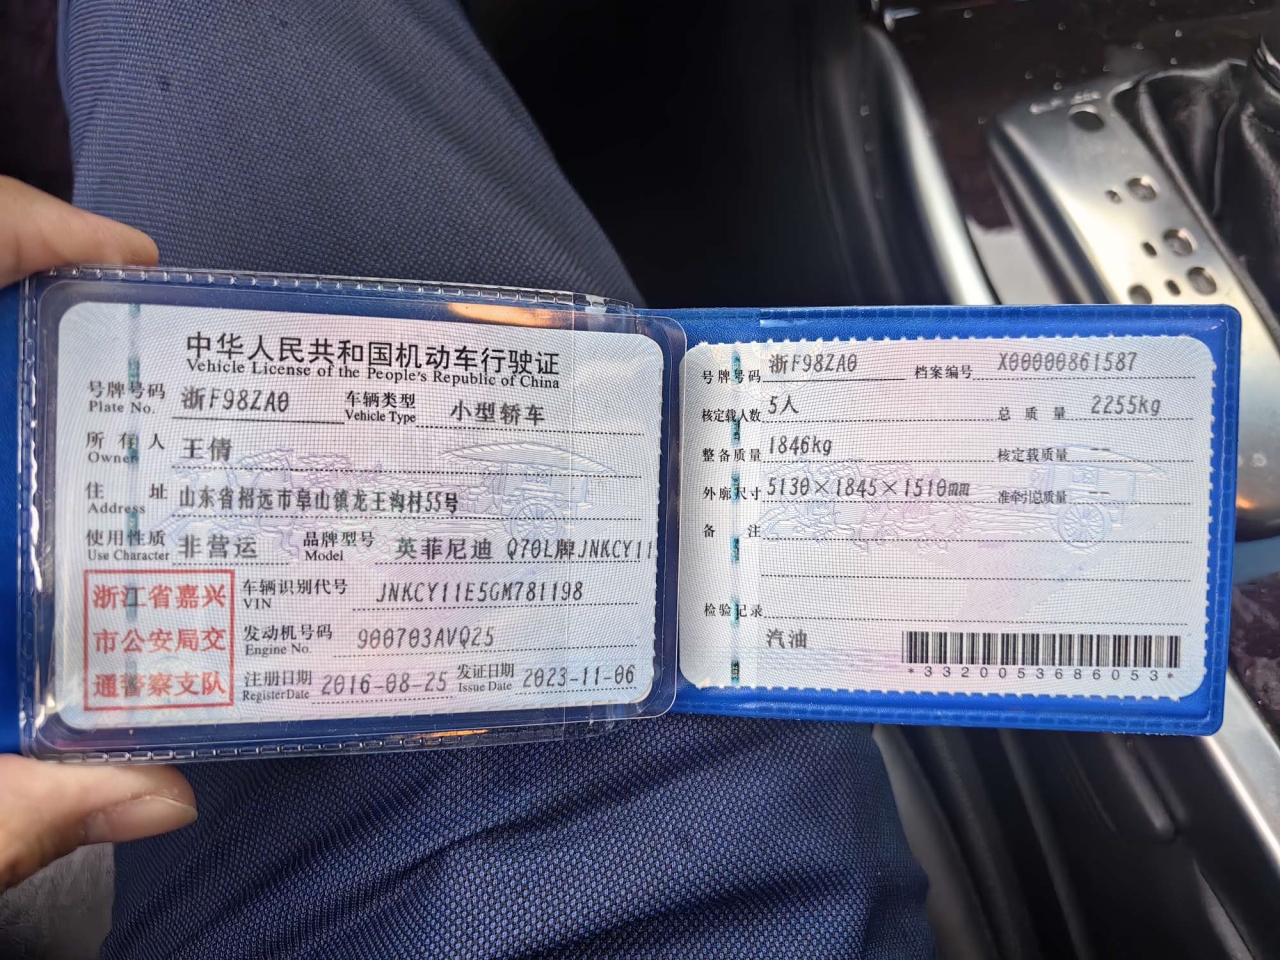 中华人民共和国机动车行驶证
Vehicle License of the People's Republic of China
号牌号码 浙F98ZA0 车辆类型 小型轿车
Plate No. Vehicle Type
所有人 王倩
Owner
住址 山东省招远市阜山镇龙王沟村55号
Address
使用性质 非营运 品牌型号 英菲尼迪 Q70L牌JNKCY11
Use Character Model
浙江省嘉兴
市公安局交
通警察支队
车辆识别代号 JNKCY11E5GM781198
VIN
发动机号码 900703AVQ25
Engine No.
注册日期 2016-08-25 发证日期 2023-11-06
Register Date Issue Date
号牌号码 浙F98ZA0 档案编号 X00000861587
核定载人数 5人 总质量 2255kg
整备质量 1846kg 核定载质量 --
外廓尺寸 5130×1845×1510mm 准牵引总质量 --
备注
检验记录
汽油
*3320053686053*